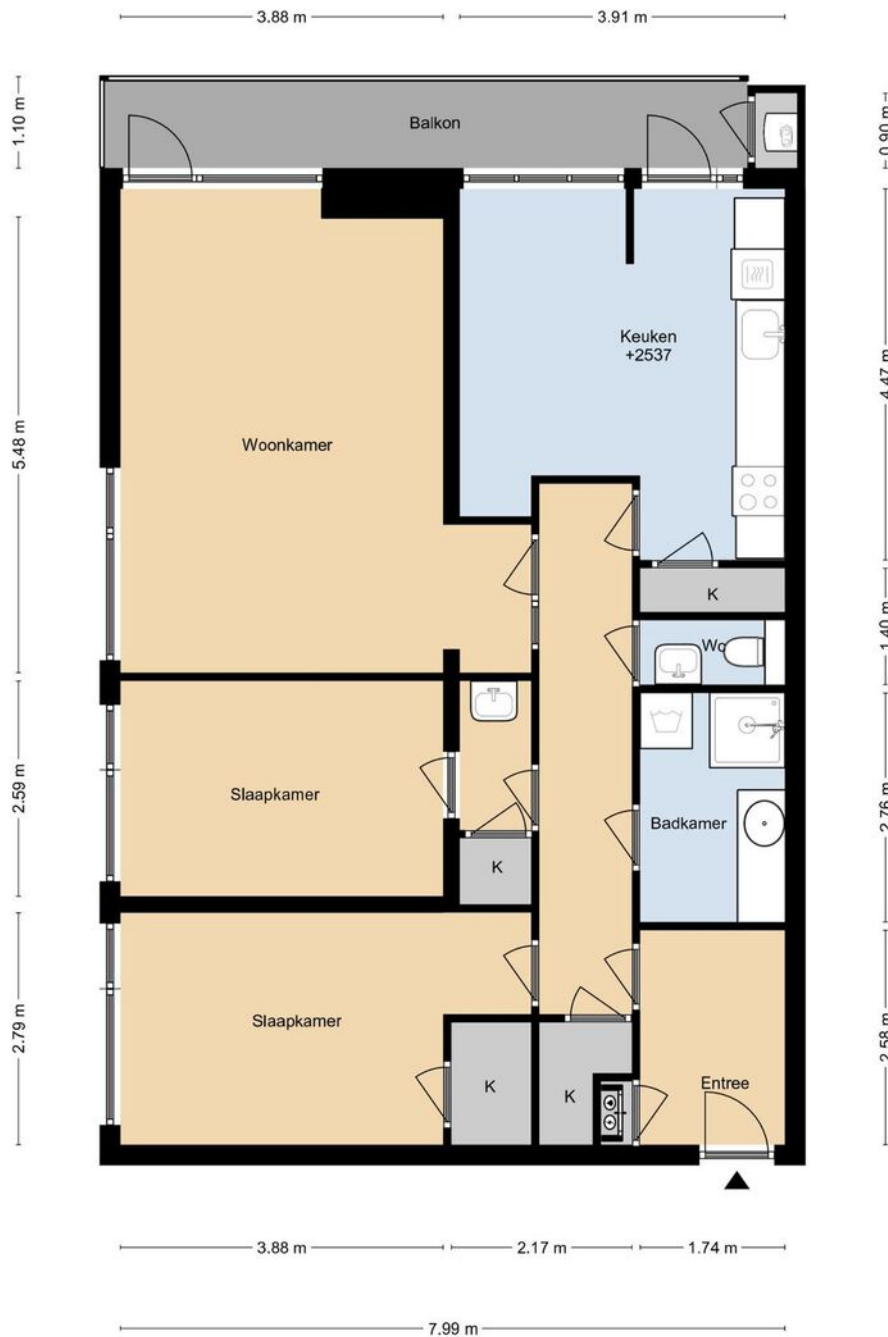 3.88 m
3.91 m
1.10 m
Balkon
0.90 m
5.48 m
Woonkamer
Keuken
+2537
4.47 m
K
Wc
1.40 m
2.59 m
Slaapkamer
Badkamer
2.76 m
K
2.79 m
Slaapkamer
K
K
Entree
2.58 m
3.88 m
2.17 m
1.74 m
7.99 m